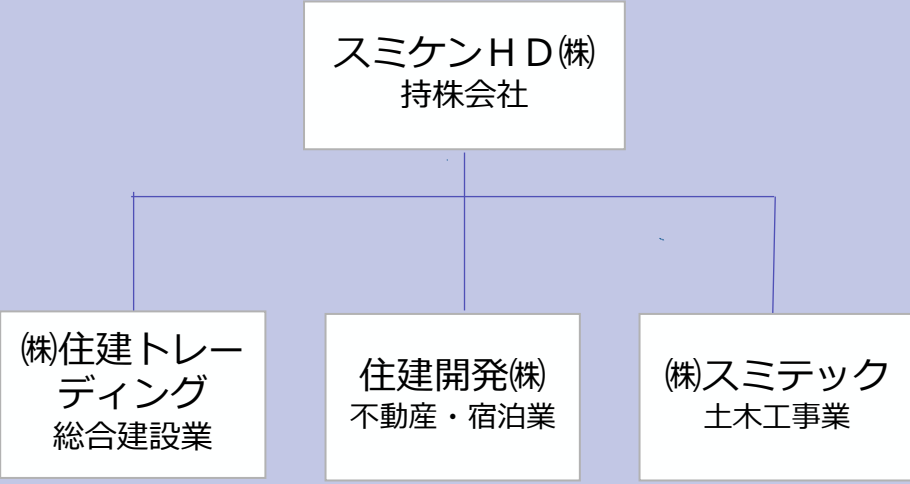 スミケンＨＤ㈱
持株会社
㈱住建トレー
ディング
総合建設業
住建開発㈱
不動産・宿泊業
㈱スミテック
土木工事業